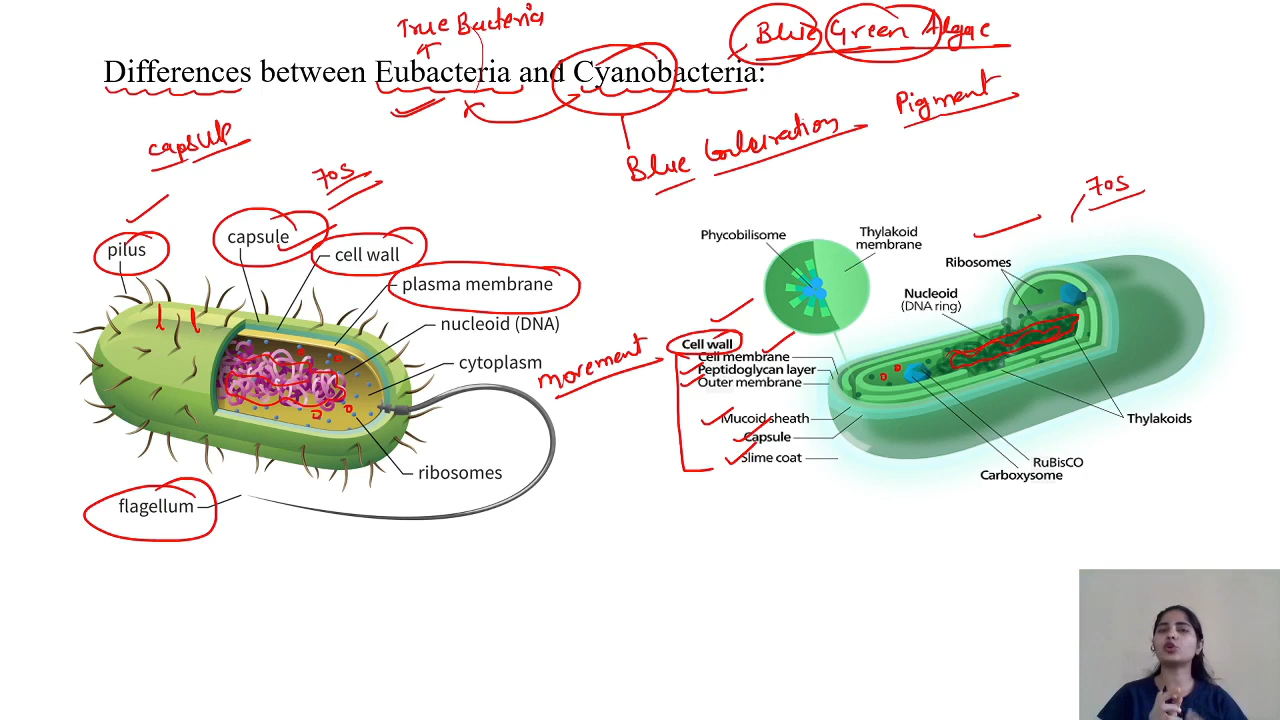 True Bacteria
Blue Green Algae
Differences between Eubacteria and Cyanobacteria:
Pigment
Blue Colouration
capsule
70s
70s
pilus
capsule
cell wall
plasma membrane
nucleoid (DNA)
cytoplasm
ribosomes
flagellum
movement
Phycobilisome
Thylakoid
membrane
Ribosomes
Nucleoid
(DNA ring)
Cell wall
Cell membrane
Peptidoglycan layer
Outer membrane
Mucoid sheath
Capsule
Slime coat
Thylakoids
RuBisCO
Carboxysome